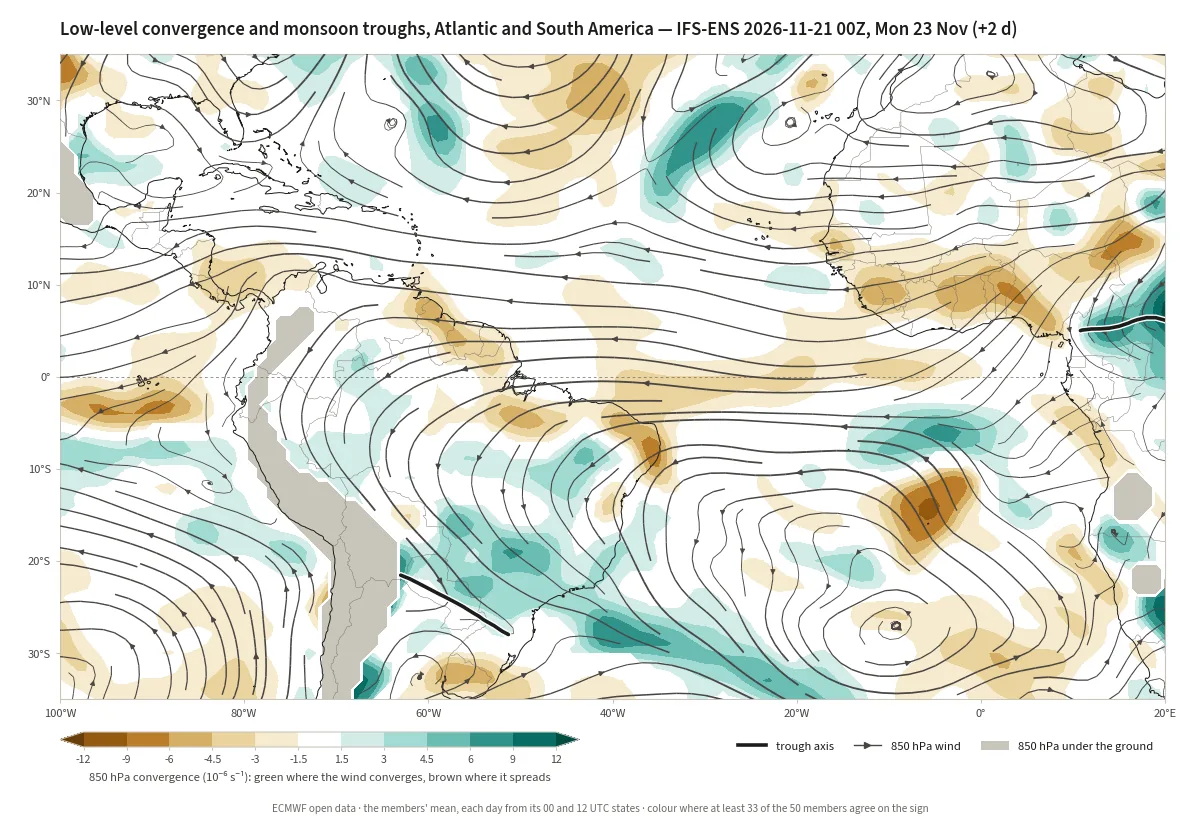 Low-level convergence and monsoon troughs, Atlantic and South America — IFS-ENS 2026-11-21 00Z, Mon 23 Nov (+2 d)
30°N
20°N
10°N
0°
10°S
20°S
30°S
100°W 80°W 60°W 40°W 20°W 0° 20°E
-12 -9 -6 -4.5 -3 -1.5 1.5 3 4.5 6 9 12
850 hPa convergence (10⁻⁶ s⁻¹): green where the wind converges, brown where it spreads
trough axis 850 hPa wind 850 hPa under the ground
ECMWF open data · the members' mean, each day from its 00 and 12 UTC states · colour where at least 33 of the 50 members agree on the sign